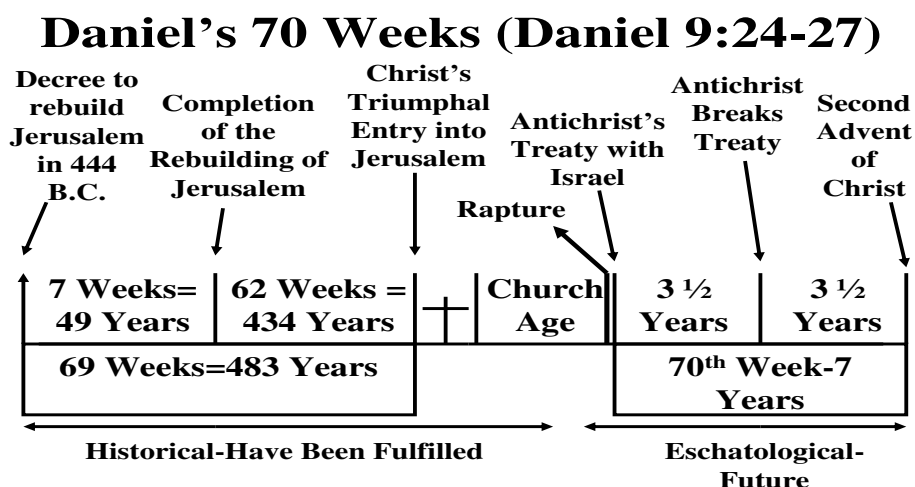 Daniel's 70 Weeks (Daniel 9:24-27)
Decree to
rebuild
Jerusalem
in 444
B.C.
Completion
of the
Rebuilding of
Jerusalem
Christ's
Triumphal
Entry into
Jerusalem
Antichrist's
Treaty with
Israel
Rapture
Antichrist
Breaks
Treaty
Second
Advent
of
Christ
7 Weeks=
49 Years
62 Weeks =
434 Years
Church
Age
3 ½
Years
3 ½
Years
69 Weeks=483 Years
70th Week-7
Years
Historical-Have Been Fulfilled
Eschatological-
Future